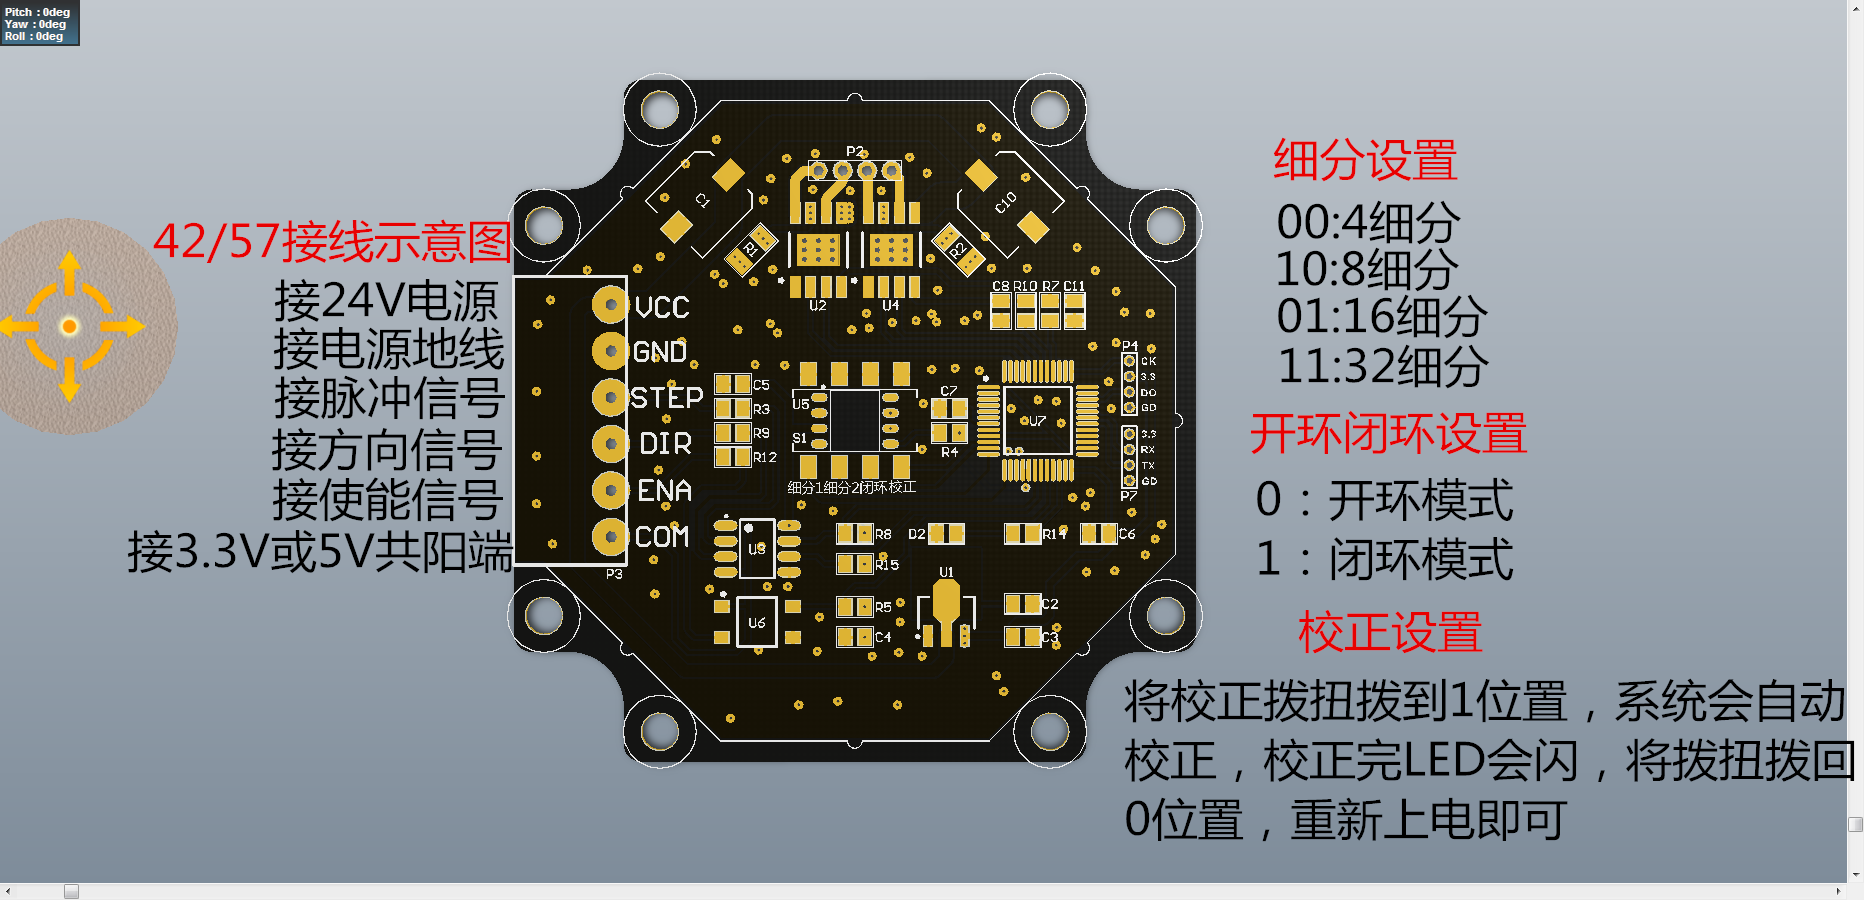 Pitch : 0deg
Yaw : 0deg
Roll : 0deg
42/57接线示意图
接24V电源
接电源地线
接脉冲信号
接方向信号
接使能信号
接3.3V或5V共阳端
VCC
GND
STEP
DIR
ENA
COM
P3
P2
C1
C10
R1
R2
U2
U4
C8 R10 R7 C11
C5
R3
R9
R12
U5
S1
细分1细分2闭环校正
C7
R4
U7
P4
CK
3.3
DO
GD
3.3
RX
TX
GD
P7
R8
D2
R14
C6
R15
U6
R5
C4
U1
C2
C3
细分设置
00:4细分
10:8细分
01:16细分
11:32细分
开环闭环设置
0：开环模式
1：闭环模式
校正设置
将校正拨扭拨到1位置，系统会自动
校正，校正完LED会闪，将拨扭拨回
0位置，重新上电即可